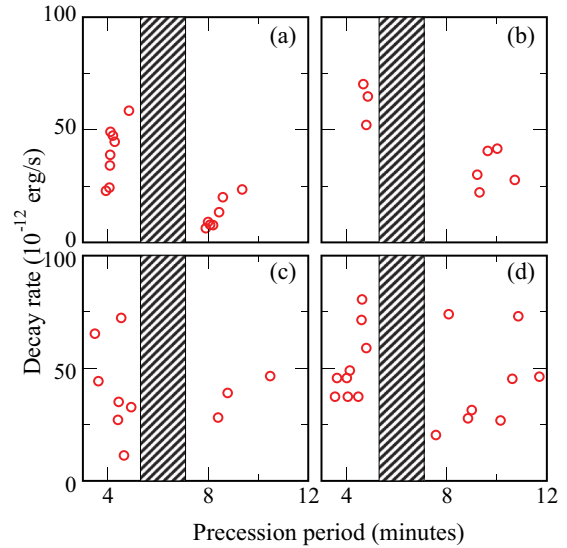 100
(a)
(b)
50
0
100
(c)
(d)
50
0
4
8
12
4
8
12
Decay rate (10⁻¹² erg/s)
Precession period (minutes)